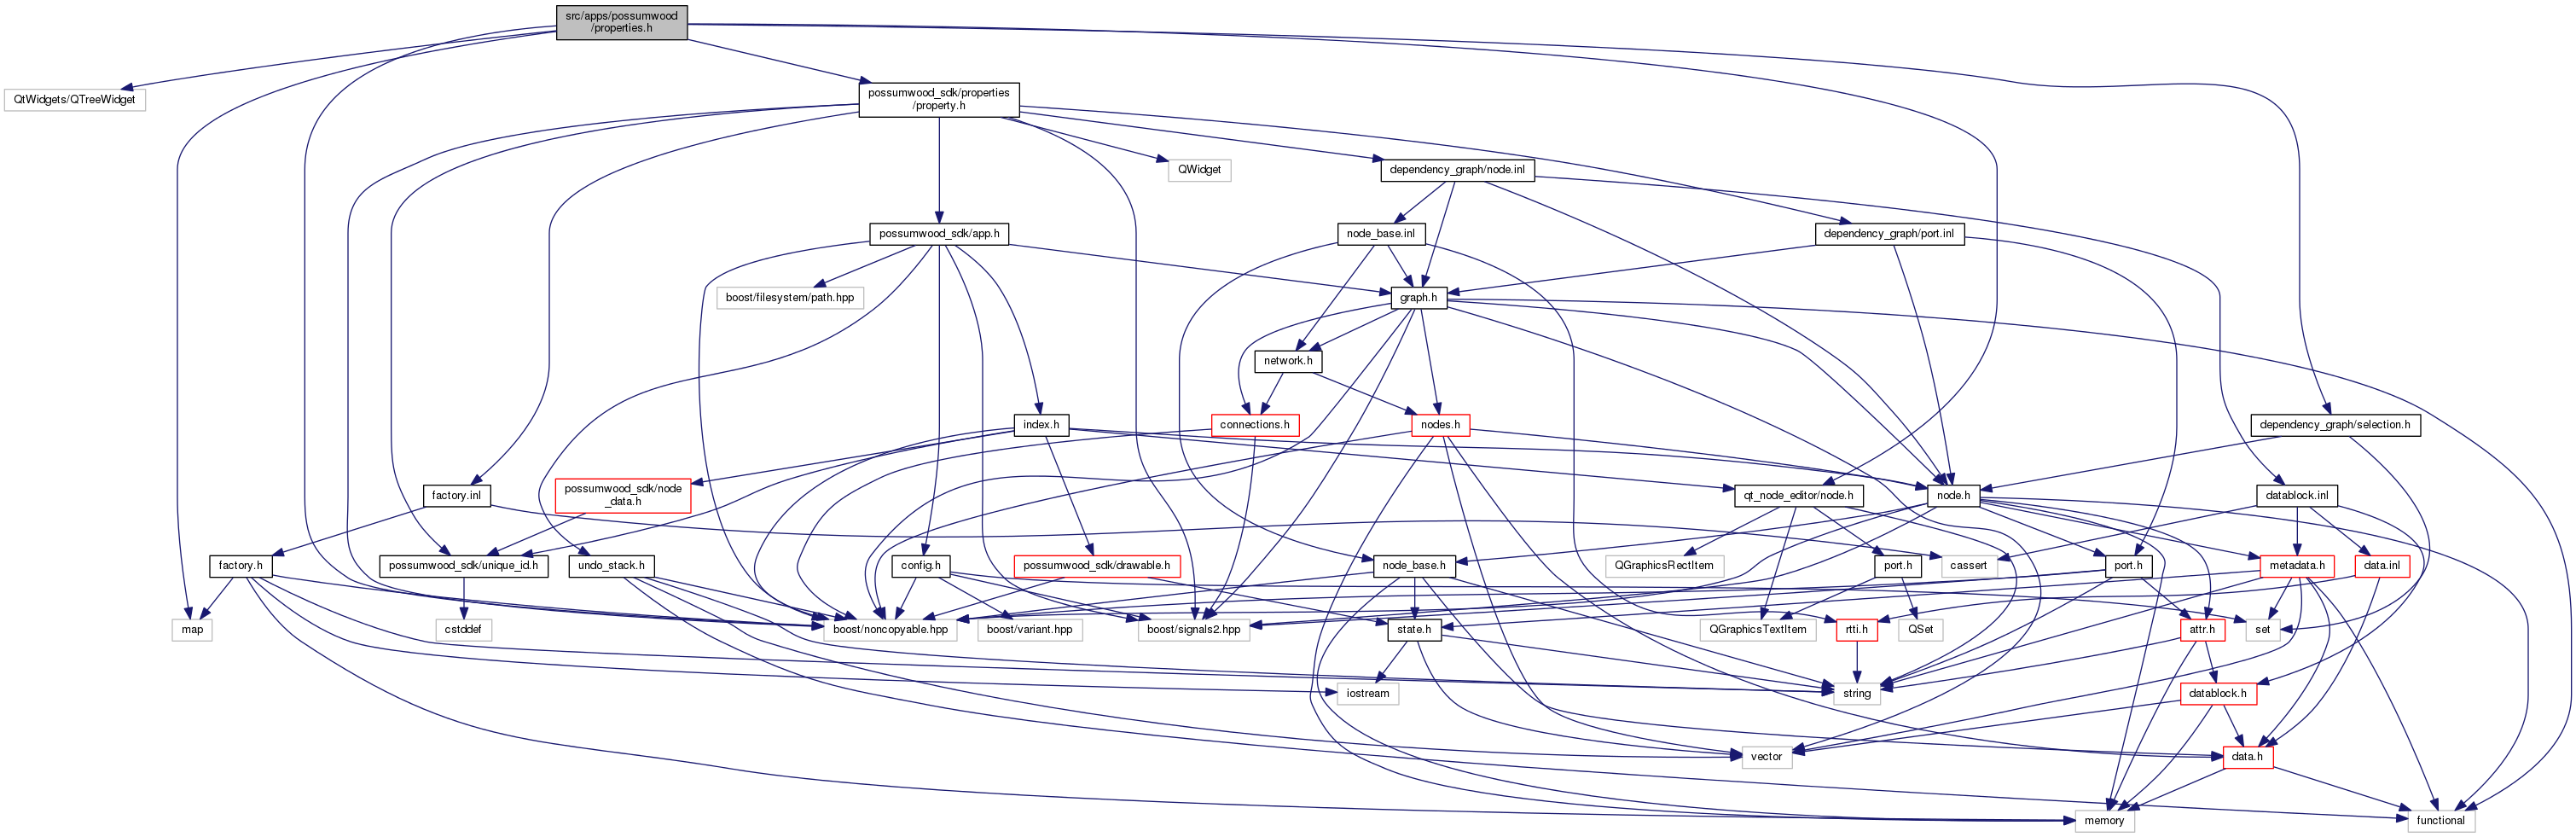 src/apps/possumwood
/properties.h
QtWidgets/QTreeWidget
possumwood_sdk/properties
/property.h
QWidget
dependency_graph/node.inl
possumwood_sdk/app.h
node_base.inl
dependency_graph/port.inl
boost/filesystem/path.hpp
graph.h
network.h
index.h
connections.h
nodes.h
dependency_graph/selection.h
factory.inl
possumwood_sdk/node
_data.h
qt_node_editor/node.h
node.h
datablock.inl
factory.h
possumwood_sdk/unique_id.h
undo_stack.h
config.h
possumwood_sdk/drawable.h
node_base.h
QGraphicsRectItem
port.h
cassert
port.h
metadata.h
data.inl
map
cstddef
boost/noncopyable.hpp
boost/variant.hpp
boost/signals2.hpp
state.h
QGraphicsTextItem
rtti.h
QSet
attr.h
set
iostream
string
datablock.h
vector
data.h
memory
functional